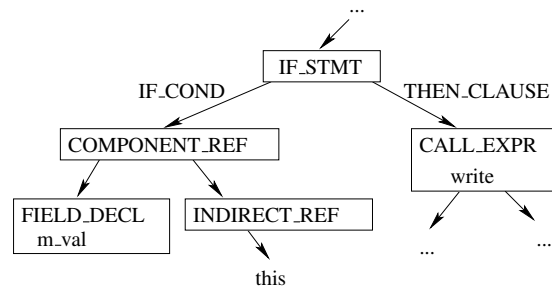 ...
IF_STMT
IF_COND
THEN_CLAUSE
COMPONENT_REF
CALL_EXPR
write
FIELD_DECL
m_val
INDIRECT_REF
...
...
this